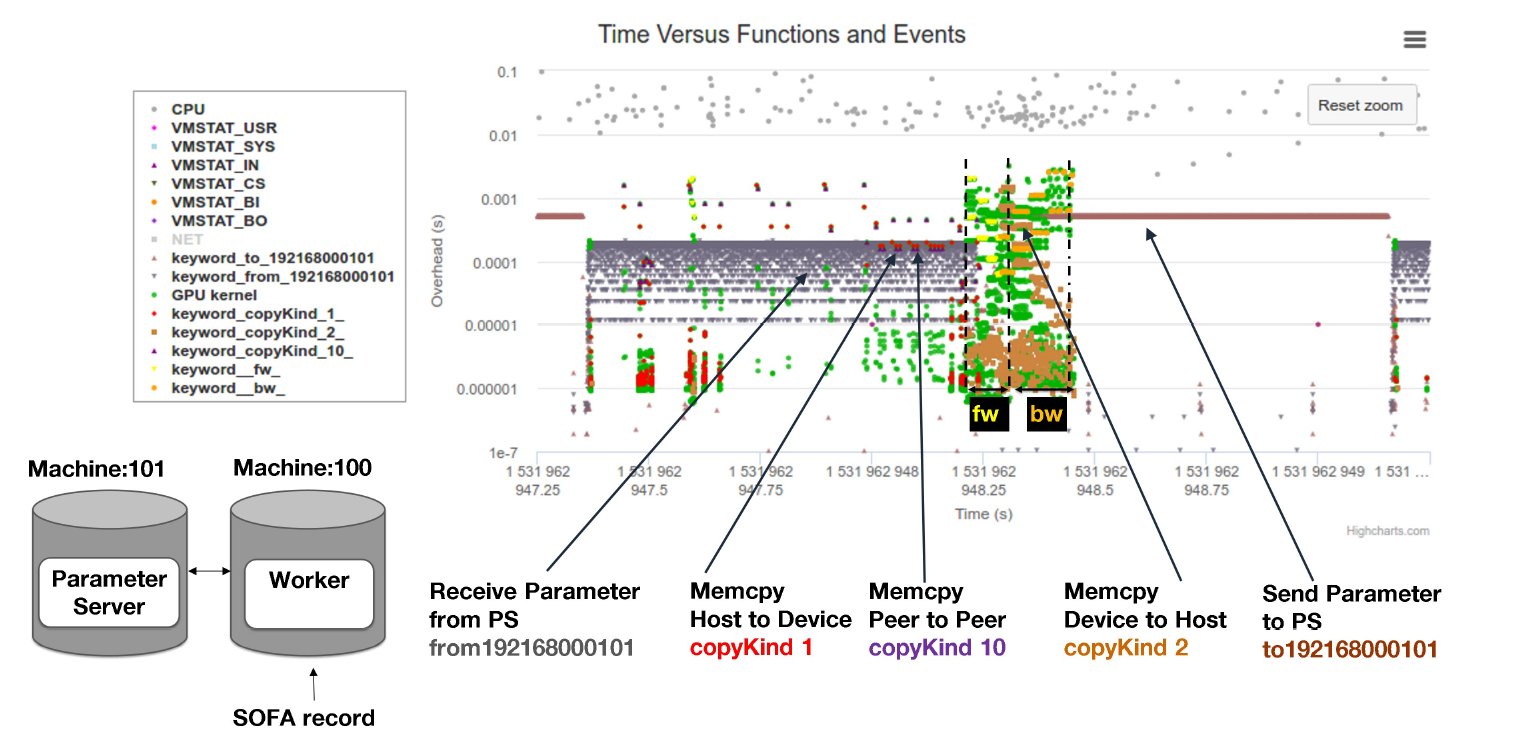 Time Versus Functions and Events
Reset zoom
CPU
VMSTAT_USR
VMSTAT_SYS
VMSTAT_IN
VMSTAT_CS
VMSTAT_BI
VMSTAT_BO
NET
keyword_to_192168000101
keyword_from_192168000101
GPU kernel
keyword_copyKind_1_
keyword_copyKind_2_
keyword_copyKind_10_
keyword__fw_
keyword__bw_
Overhead (s)
0.1
0.01
0.001
0.0001
0.00001
0.000001
1e-7
fw
bw
1 531 962
947.25
1 531 962
947.5
1 531 962
947.75
1 531 962 948
1 531 962
948.25
1 531 962
948.5
1 531 962
948.75
1 531 962 949
1 531 ...
Time (s)
Highcharts.com
Machine:101
Machine:100
Parameter
Server
Worker
SOFA record
Receive Parameter
from PS
from192168000101
Memcpy
Host to Device
copyKind 1
Memcpy
Peer to Peer
copyKind 10
Memcpy
Device to Host
copyKind 2
Send Parameter
to PS
to192168000101